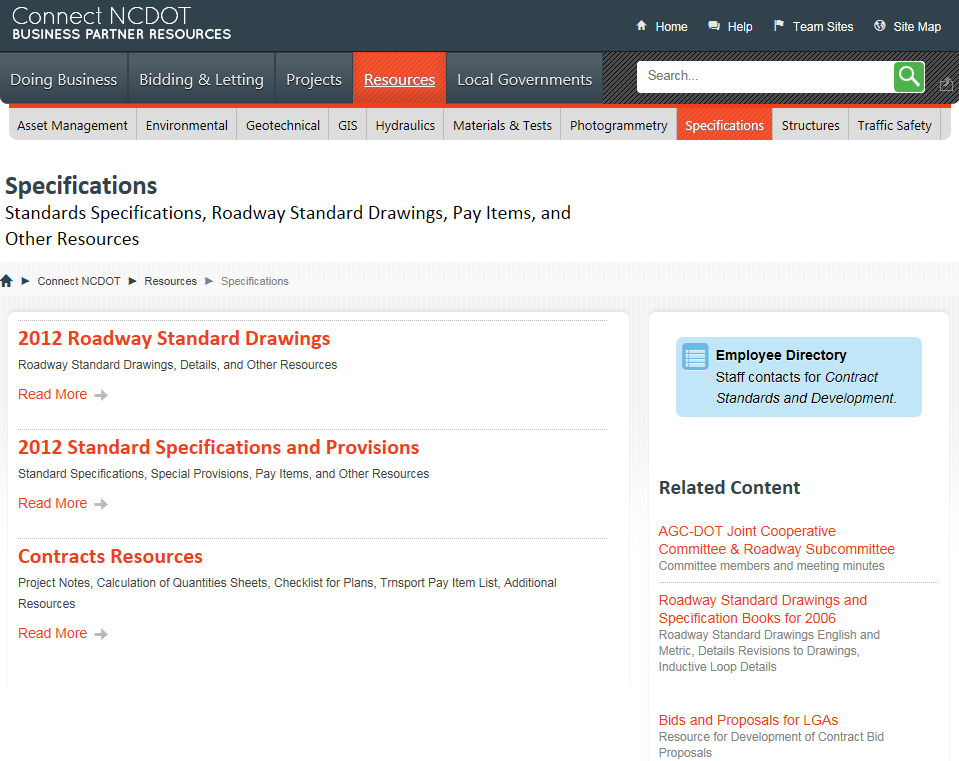 Connect NCDOT
BUSINESS PARTNER RESOURCES
Home Help Team Sites Site Map
Doing Business Bidding & Letting Projects Resources Local Governments
Search...
Asset Management Environmental Geotechnical GIS Hydraulics Materials & Tests Photogrammetry Specifications Structures Traffic Safety
Specifications
Standards Specifications, Roadway Standard Drawings, Pay Items, and
Other Resources
Connect NCDOT Resources Specifications
2012 Roadway Standard Drawings
Roadway Standard Drawings, Details, and Other Resources
Read More
2012 Standard Specifications and Provisions
Standard Specifications, Special Provisions, Pay Items, and Other Resources
Read More
Contracts Resources
Project Notes, Calculation of Quantities Sheets, Checklist for Plans, Trnsport Pay Item List, Additional
Resources
Read More
Employee Directory
Staff contacts for Contract
Standards and Development.
Related Content
AGC-DOT Joint Cooperative
Committee & Roadway Subcommittee
Committee members and meeting minutes
Roadway Standard Drawings and
Specification Books for 2006
Roadway Standard Drawings English and
Metric, Details Revisions to Drawings,
Inductive Loop Details
Bids and Proposals for LGAs
Resource for Development of Contract Bid
Proposals